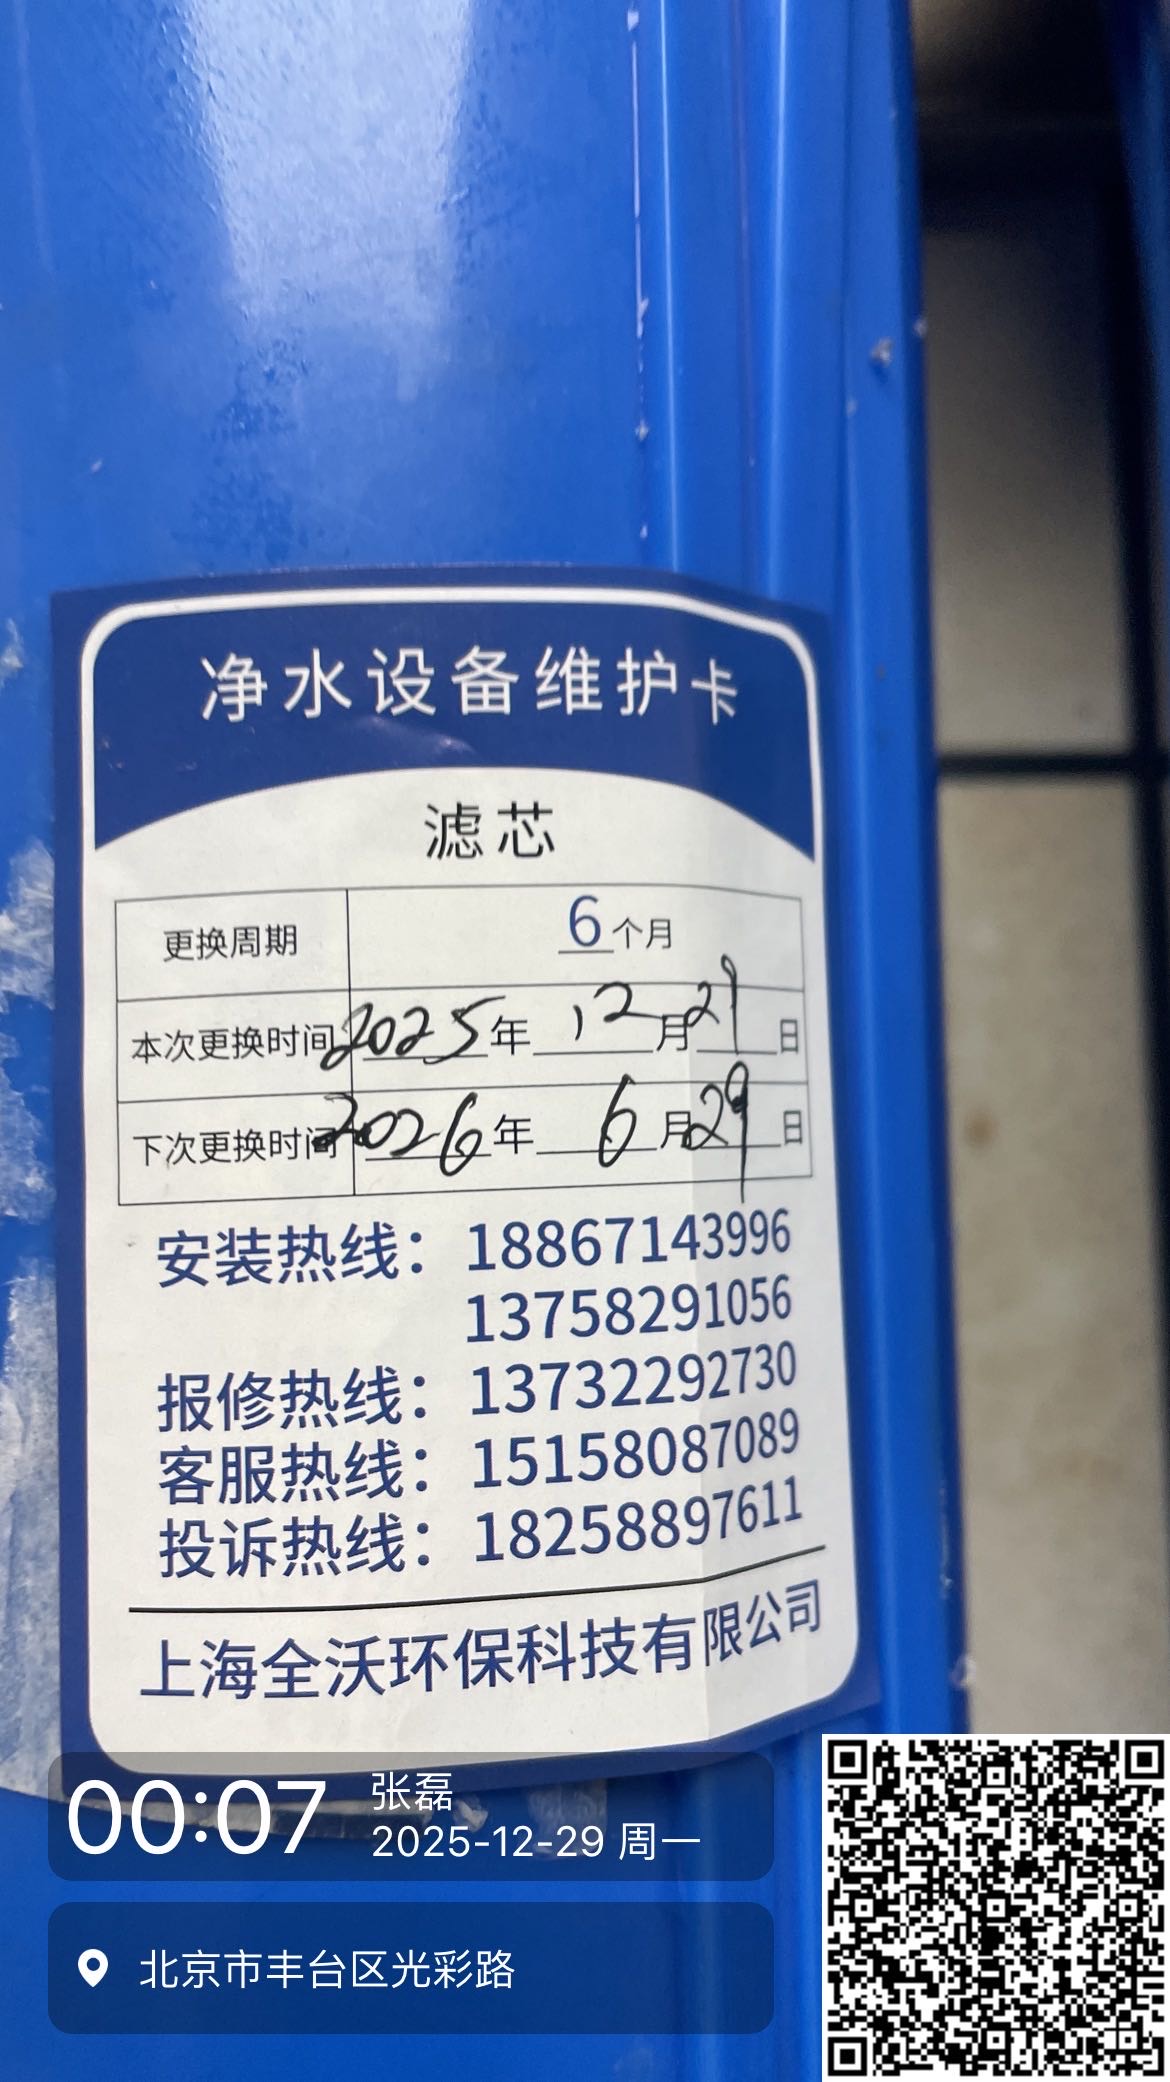 净水设备维护卡
滤芯
更换周期 6个月
本次更换时间 2025年12月29日
下次更换时间 2026年6月29日
安装热线：18867143996
13758291056
报修热线：13732292730
客服热线：15158087089
投诉热线：18258897611
上海全沃环保科技有限公司
00:07 张磊
2025-12-29 周一
北京市丰台区光彩路